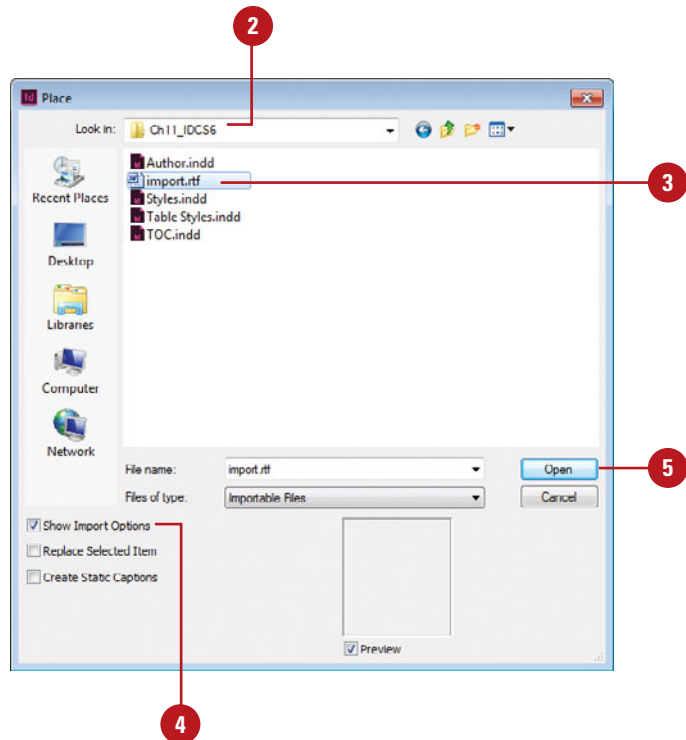 2
Id Place
Look in: Ch11_IDCS6
Author.indd
import.rtf
3
Styles.indd
Table Styles.indd
TOC.indd
Recent Places
Desktop
Libraries
Computer
Network
File name: import.rtf Open
5
Files of type: Importable Files Cancel
Show Import Options
Replace Selected Item
Create Static Captions
Preview
4